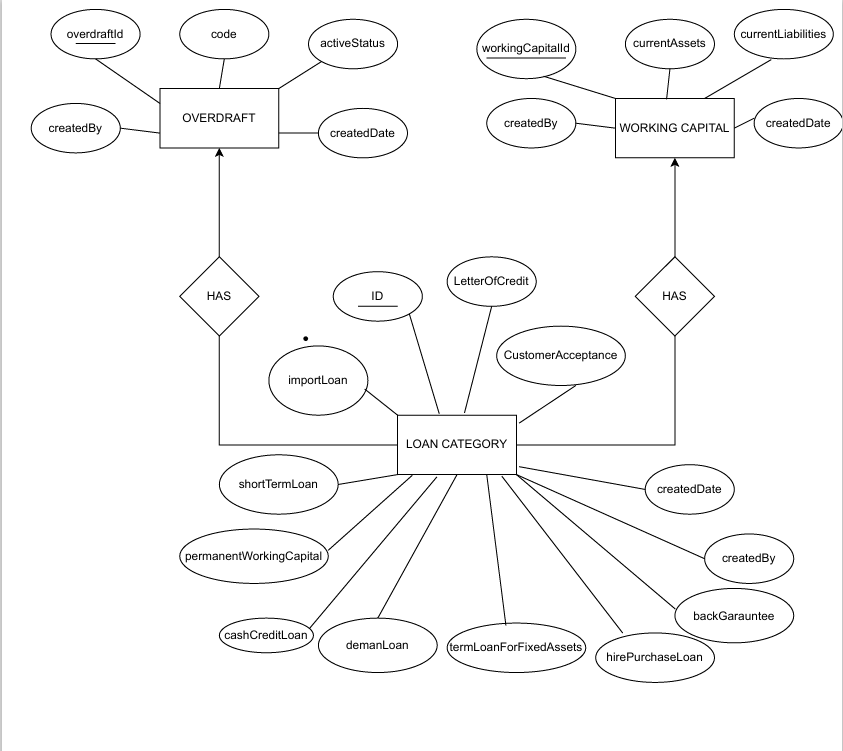 overdraftId
code
activeStatus
workingCapitalId
currentAssets
currentLiabilities
createdBy
OVERDRAFT
createdDate
createdBy
WORKING CAPITAL
createdDate
HAS
HAS
ID
LetterOfCredit
CustomerAcceptance
importLoan
LOAN CATEGORY
shortTermLoan
createdDate
permanentWorkingCapital
createdBy
backGarauntee
cashCreditLoan
demanLoan
termLoanForFixedAssets
hirePurchaseLoan